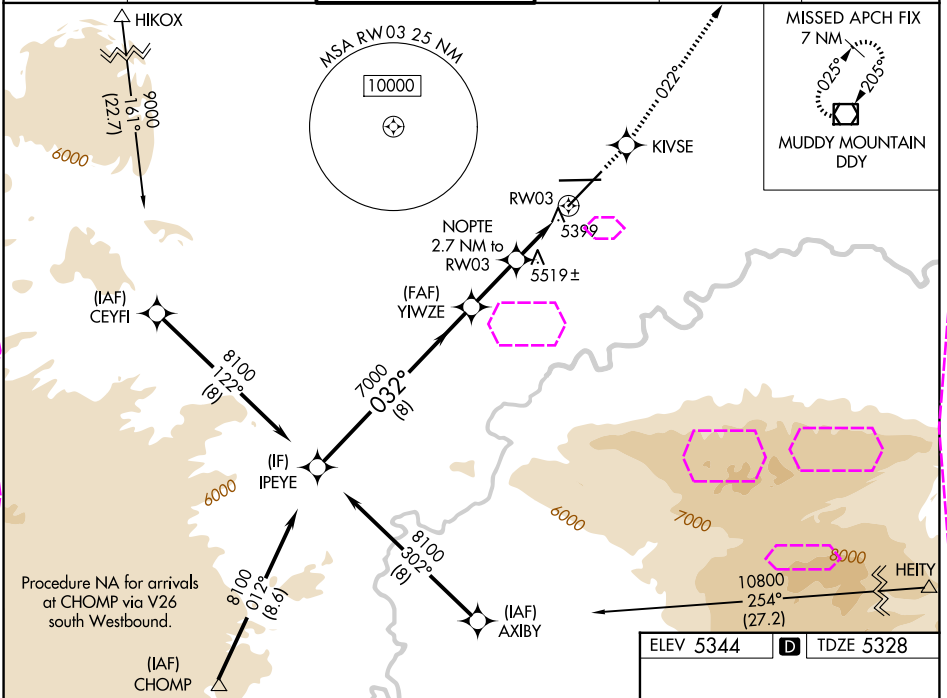 HIKOX
9000
161°
(22.7)
6000
MSA RW03 25 NM
10000
022°
MISSED APCH FIX
7 NM
025°
205°
MUDDY MOUNTAIN
DDY
KIVSE
RW03
5399
NOPTE
2.7 NM to
RW03
5519±
(FAF)
YIWZE
(IAF)
CEYFI
8100
122°
(8)
7000
032°
(8)
(IF)
IPEYE
6000
8100
302°
(8)
(IAF)
AXIBY
8100
012°
(8.6)
Procedure NA for arrivals
at CHOMP via V26
south Westbound.
(IAF)
CHOMP
6000
7000
8000
HEITY
10800
254°
(27.2)
ELEV 5344 D TDZE 5328